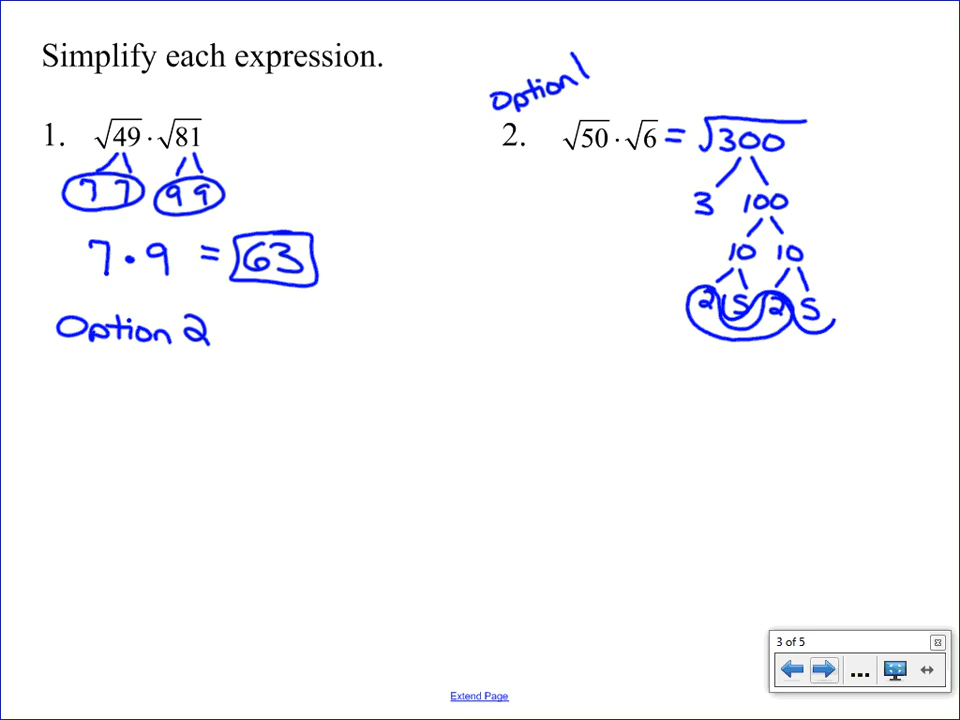 Simplify each expression.
Option 1
1. √49 · √81
7 7 9 9
7 · 9 = 63
Option 2
2. √50 · √6 = √300
3 100
10 10
2 5 2 5
3 of 5
...
Extend Page